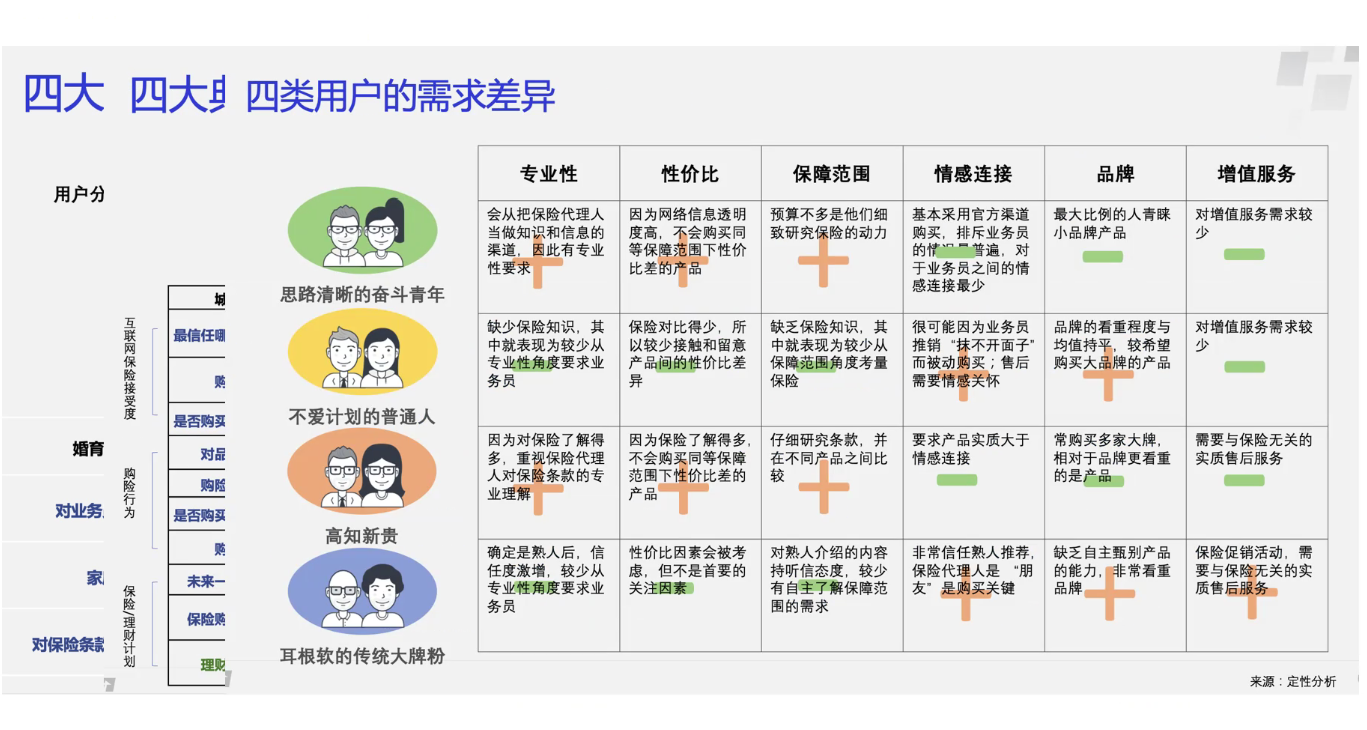 四大
四大
四类用户的需求差异
用户分
婚育
对业务
家
对保险条款
互联网保险接受度
购险行为
保险理财计划
城
最信任哪
购
是否购买
对品
购险
是否购买
购
未来一
保险购
理财
专业性
性价比
保障范围
情感连接
品牌
增值服务
思路清晰的奋斗青年
会从把保险代理人
当做知识和信息的
渠道，因此有专业
性要求
因为网络信息透明
度高，不会购买同
等保障范围下性价
比差的产品
预算不多是他们细
致研究保险的动力
基本采用官方渠道
购买，排斥业务员
的情况最普遍，对
于业务员之间的情
感连接最少
最大比例的人青睐
小品牌产品
对增值服务需求较
少
不爱计划的普通人
缺少保险知识，其
中就表现为较少从
专业性角度要求业
务员
保险对比得少，所
以较少接触和留意
产品间的性价比差
异
缺乏保险知识，其
中就表现为较少从
保障范围角度考量
保险
很可能因为业务员
推销“抹不开面子”
而被动购买；售后
需要情感关怀
品牌的看重程度与
均值持平，较希望
购买大品牌的产品
对增值服务需求较
少
高知新贵
因为对保险了解得
多，重视保险代理
人对保险条款的专
业理解
因为保险了解得多，
不会购买同等保障
范围下性价比差的
产品
仔细研究条款，并
在不同产品之间比
较
要求产品实质大于
情感连接
常购买多家大牌，
相对于品牌更看重
的是产品
需要与保险无关的
实质售后服务
耳根软的传统大牌粉
确定是熟人后，信
任度激增，较少从
专业性角度要求业
务员
性价比因素会被考
虑，但不是首要的
关注因素
对熟人介绍的内容
持听信态度，较少
有自主了解保障范
围的需求
非常信任熟人推荐，
保险代理人是“朋
友”是购买关键
缺乏自主甄别产品
的能力，非常看重
品牌
保险促销活动，需
要与保险无关的实
质售后服务
来源：定性分析